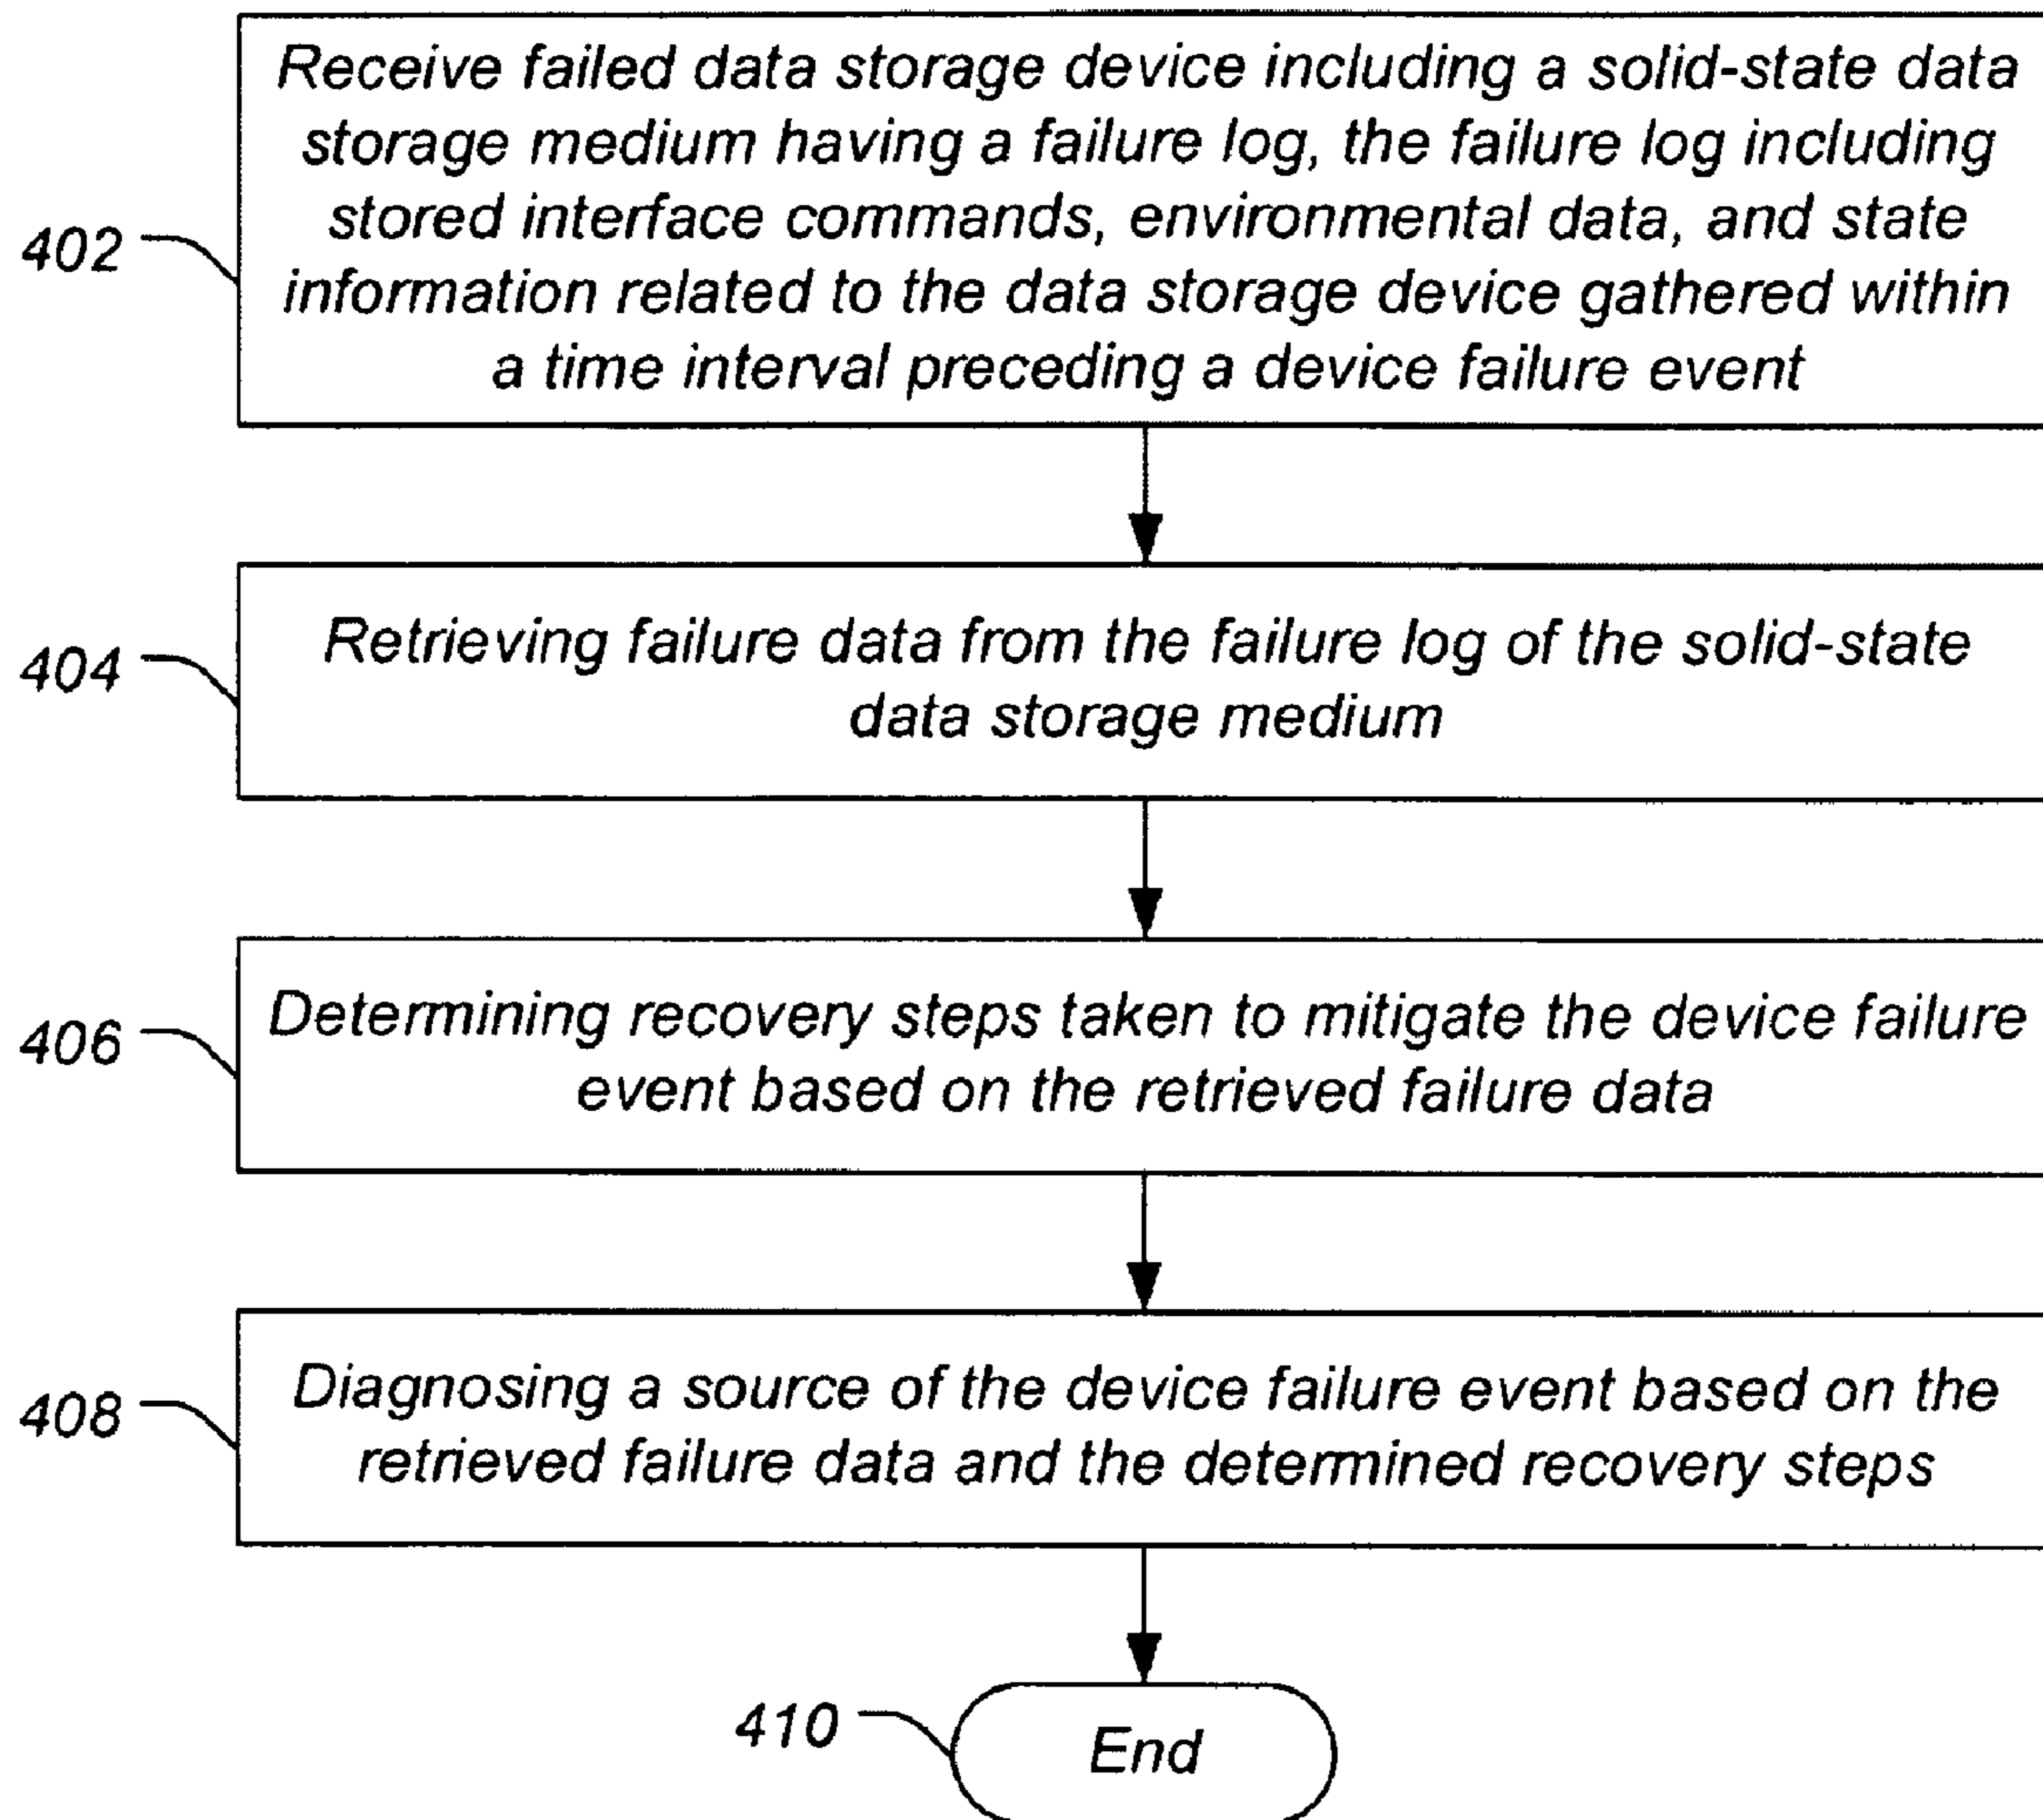 Receive failed data storage device including a solid-state data
storage medium having a failure log, the failure log including
stored interface commands, environmental data, and state
information related to the data storage device gathered within
a time interval preceding a device failure event
402
Retrieving failure data from the failure log of the solid-state
data storage medium
404
Determining recovery steps taken to mitigate the device failure
event based on the retrieved failure data
406
Diagnosing a source of the device failure event based on the
retrieved failure data and the determined recovery steps
408
410
End